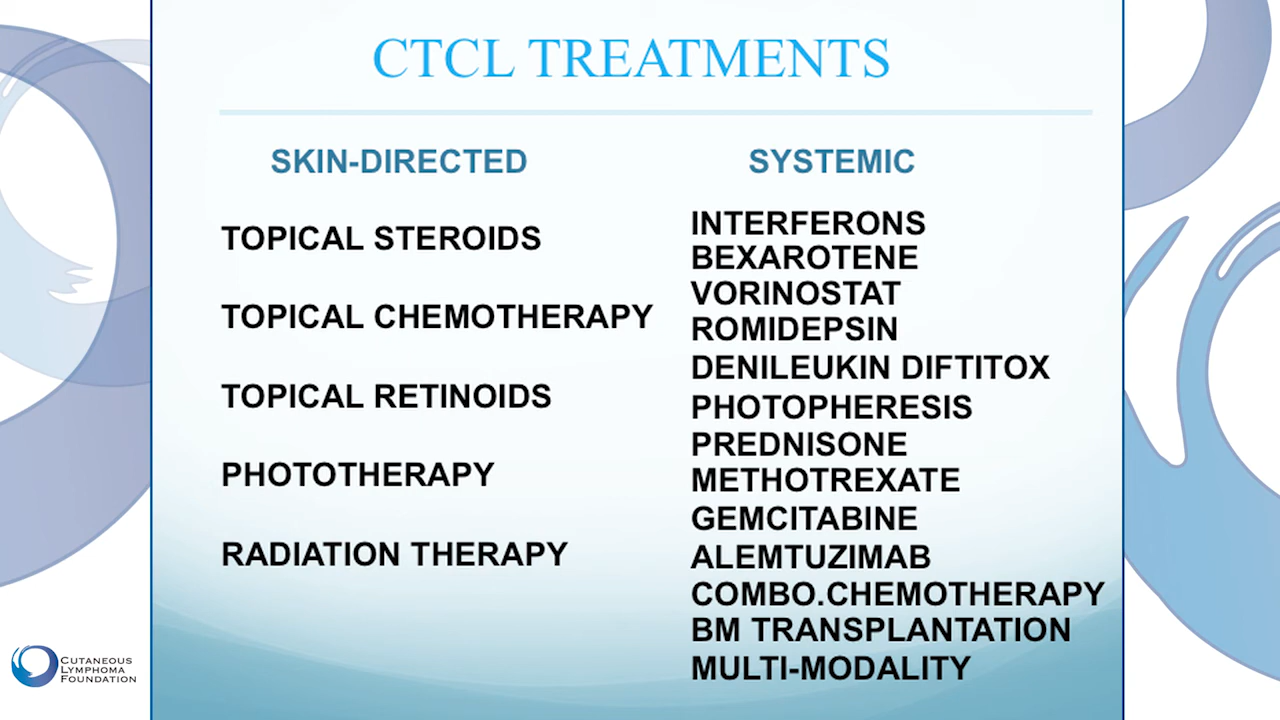 CTCL TREATMENTS
SKIN-DIRECTED
TOPICAL STEROIDS
TOPICAL CHEMOTHERAPY
TOPICAL RETINOIDS
PHOTOTHERAPY
RADIATION THERAPY
SYSTEMIC
INTERFERONS
BEXAROTENE
VORINOSTAT
ROMIDEPSIN
DENILEUKIN DIFTITOX
PHOTOPHERESIS
PREDNISONE
METHOTREXATE
GEMCITABINE
ALEMTUZIMAB
COMBO.CHEMOTHERAPY
BM TRANSPLANTATION
MULTI-MODALITY
CUTANEOUS
LYMPHOMA
FOUNDATION